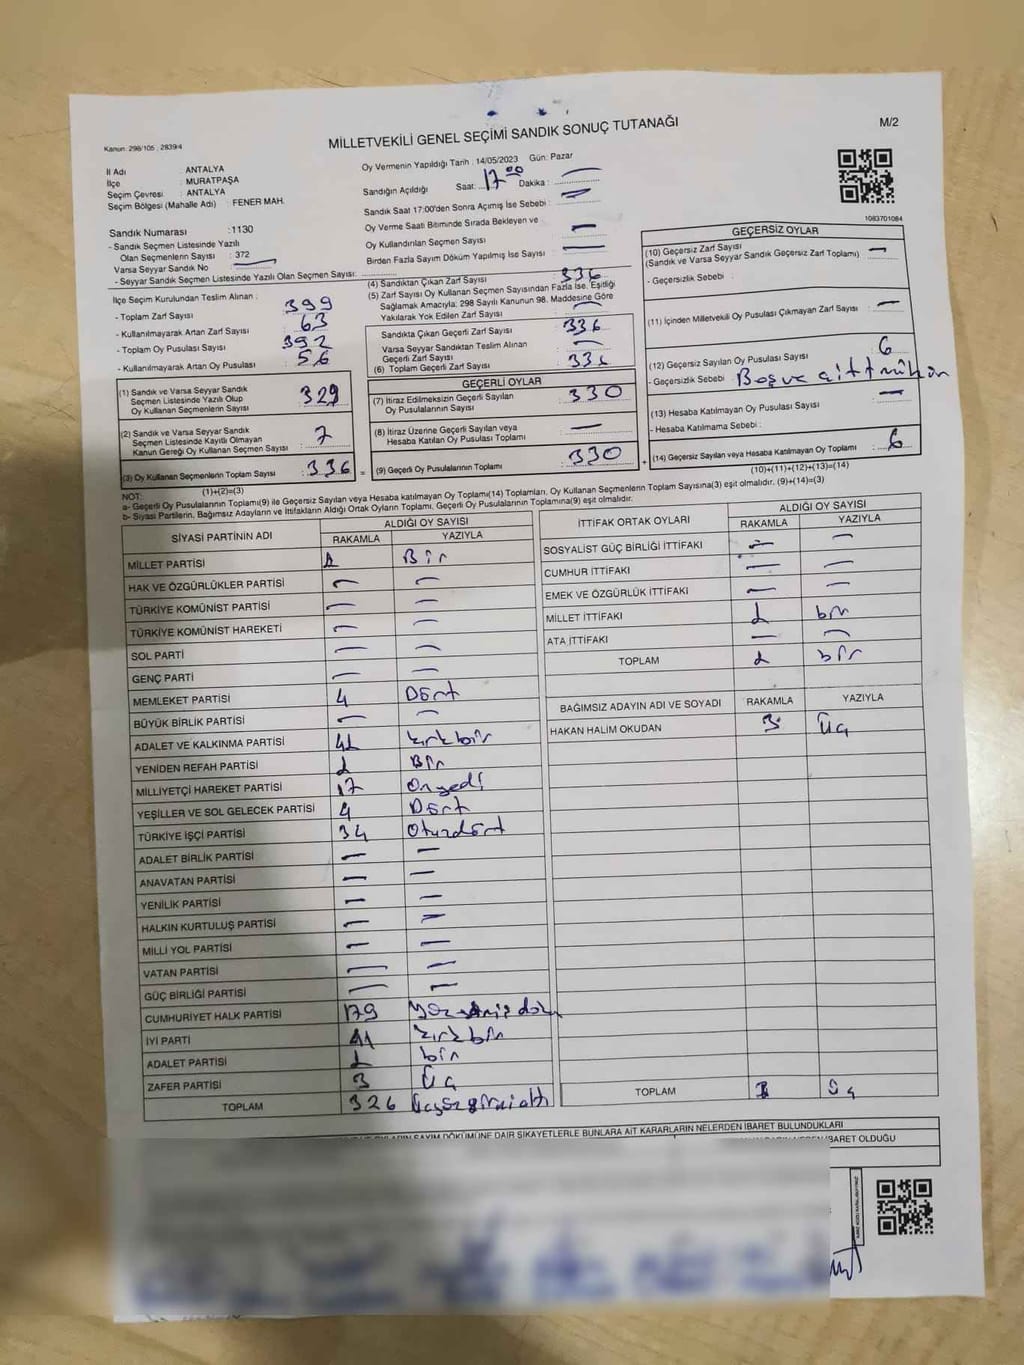 Kanun: 298/105 , 2839/4
MİLLETVEKİLİ GENEL SEÇİMİ SANDIK SONUÇ TUTANAĞI
M/2
İl Adı ANTALYA
İlçe : MURATPAŞA
Seçim Çevresi : ANTALYA
Seçim Bölgesi (Mahalle Adı) : FENER MAH.
Oy Vermenin Yapıldığı Tarih : 14/05/2023 Gün: Pazar
Sandığın Açıldığı Saat: 17 00 Dakika : —
Sandık Saat 17:00'den Sonra Açılmış İse Sebebi : —
Oy Verme Saati Bitiminde Sırada Bekleyen ve
Oy Kullandırılan Seçmen Sayısı : —
Birden Fazla Sayım Döküm Yapılmış İse Sayısı : —
1083701084
Sandık Numarası :1130
- Sandık Seçmen Listesinde Yazılı
Olan Seçmenlerin Sayısı : 372
Varsa Seyyar Sandık No —
- Seyyar Sandık Seçmen Listesinde Yazılı Olan Seçmen Sayısı:
İlçe Seçim Kurulundan Teslim Alınan :
- Toplam Zarf Sayısı : 399
- Kullanılmayarak Artan Zarf Sayısı : 63
- Toplam Oy Pusulası Sayısı : 392
- Kullanılmayarak Artan Oy Pusulası : 56
(1) Sandık ve Varsa Seyyar Sandık
Seçmen Listesinde Yazılı Olup
Oy Kullanan Seçmenlerin Sayısı : 329
(2) Sandık ve Varsa Seyyar Sandık
Seçmen Listesinde Kayıtlı Olmayan
Kanun Gereği Oy Kullanan Seçmen Sayısı : 7
(3) Oy Kullanan Seçmenlerin Toplam Sayısı : 336 =
(1)+(2)=(3)
(4) Sandıktan Çıkan Zarf Sayısı : 336
(5) Zarf Sayısı Oy Kullanan Seçmen Sayısından Fazla İse, Eşitliği
Sağlamak Amacıyla; 298 Sayılı Kanunun 98. Maddesine Göre
Yakılarak Yok Edilen Zarf Sayısı : —
Sandıkta Çıkan Geçerli Zarf Sayısı : 336
Varsa Seyyar Sandıktan Teslim Alınan
Geçerli Zarf Sayısı : —
(6) Toplam Geçerli Zarf Sayısı : 336
GEÇERLİ OYLAR
(7) İtiraz Edilmeksizin Geçerli Sayılan
Oy Pusulalarının Sayısı : 330
(8) İtiraz Üzerine Geçerli Sayılan veya
Hesaba Katılan Oy Pusulası Toplamı : —
(9) Geçerli Oy Pusulalarının Toplamı : 330 +
GEÇERSİZ OYLAR
(10) Geçersiz Zarf Sayısı : —
(Sandık ve Varsa Seyyar Sandık Geçersiz Zarf Toplamı)
- Geçersizlik Sebebi :
(11) İçinden Milletvekili Oy Pusulası Çıkmayan Zarf Sayısı : —
(12) Geçersiz Sayılan Oy Pusulası Sayısı : 6
- Geçersizlik Sebebi : Boş ve çift mühür
(13) Hesaba Katılmayan Oy Pusulası Sayısı : —
- Hesaba Katılmama Sebebi :
(14) Geçersiz Sayılan veya Hesaba Katılmayan Oy Toplamı : 6
(10)+(11)+(12)+(13)=(14)
NOT:
a- Geçerli Oy Pusulalarının Toplamı(9) ile Geçersiz Sayılan veya Hesaba katılmayan Oy Toplamı(14) Toplamları, Oy Kullanan Seçmenlerin Toplam Sayısına(3) eşit olmalıdır. (9)+(14)=(3)
b- Siyasi Partilerin, Bağımsız Adayların ve İttifakların Aldığı Ortak Oyların Toplamı, Geçerli Oy Pusulalarının Toplamına(9) eşit olmalıdır.
SİYASİ PARTİNİN ADI ALDIĞI OY SAYISI
RAKAMLA YAZIYLA
MİLLET PARTİSİ 1 Bir
HAK VE ÖZGÜRLÜKLER PARTİSİ — —
TÜRKİYE KOMÜNİST PARTİSİ — —
TÜRKİYE KOMÜNİST HAREKETİ — —
SOL PARTİ — —
GENÇ PARTİ — —
MEMLEKET PARTİSİ 4 Dört
BÜYÜK BİRLİK PARTİSİ — —
ADALET VE KALKINMA PARTİSİ 41 kırkbir
YENİDEN REFAH PARTİSİ 1 Bir
MİLLİYETÇİ HAREKET PARTİSİ 17 Onyedi
YEŞİLLER VE SOL GELECEK PARTİSİ 4 Dört
TÜRKİYE İŞÇİ PARTİSİ 34 Otuzdört
ADALET BİRLİK PARTİSİ — —
ANAVATAN PARTİSİ — —
YENİLİK PARTİSİ — —
HALKIN KURTULUŞ PARTİSİ — —
MİLLİ YOL PARTİSİ — —
VATAN PARTİSİ — —
GÜÇ BİRLİĞİ PARTİSİ — —
CUMHURİYET HALK PARTİSİ 179
İYİ PARTİ 41 kırkbir
ADALET PARTİSİ 1 bir
ZAFER PARTİSİ 3 Üç
TOPLAM 326 Üçyüzyirmialtı
İTTİFAK ORTAK OYLARI ALDIĞI OY SAYISI
RAKAMLA YAZIYLA
SOSYALİST GÜÇ BİRLİĞİ İTTİFAKI — —
CUMHUR İTTİFAKI — —
EMEK VE ÖZGÜRLÜK İTTİFAKI — —
MİLLET İTTİFAKI 1 bir
ATA İTTİFAKI — —
TOPLAM 1 bir
BAĞIMSIZ ADAYIN ADI VE SOYADI RAKAMLA YAZIYLA
HAKAN HALİM OKUDAN 3 Üç
TOPLAM 3 üç
OYLARIN SAYIM DÖKÜMÜNE DAİR ŞİKAYETLERLE BUNLARA AİT KARARLARIN NELERDEN İBARET BULUNDUKLARI
İBARET OLDUĞU